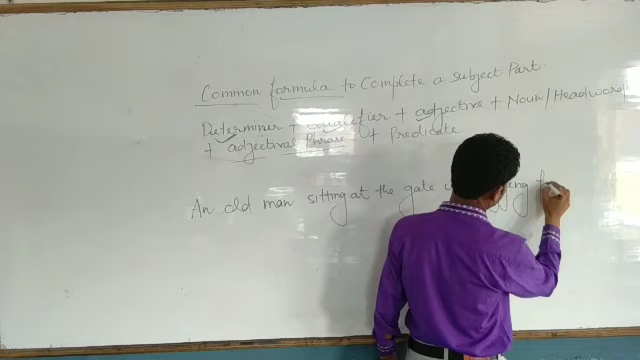 Common formula to Complete a Subject Part.
Determiner + Qualifier + adjective + Noun/Headword
+ adjectival Phrase + Predicate
An old man sitting at the gate